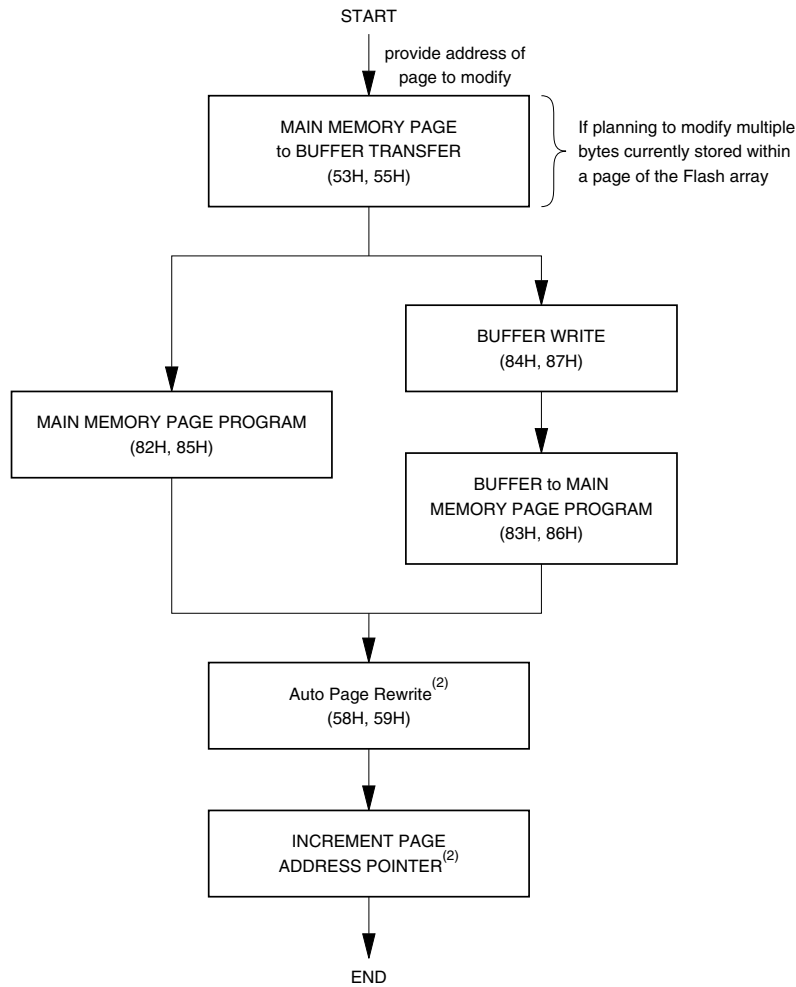 START
provide address of
page to modify
MAIN MEMORY PAGE
to BUFFER TRANSFER
(53H, 55H)
If planning to modify multiple
bytes currently stored within
a page of the Flash array
BUFFER WRITE
(84H, 87H)
MAIN MEMORY PAGE PROGRAM
(82H, 85H)
BUFFER to MAIN
MEMORY PAGE PROGRAM
(83H, 86H)
Auto Page Rewrite(2)
(58H, 59H)
INCREMENT PAGE
ADDRESS POINTER(2)
END